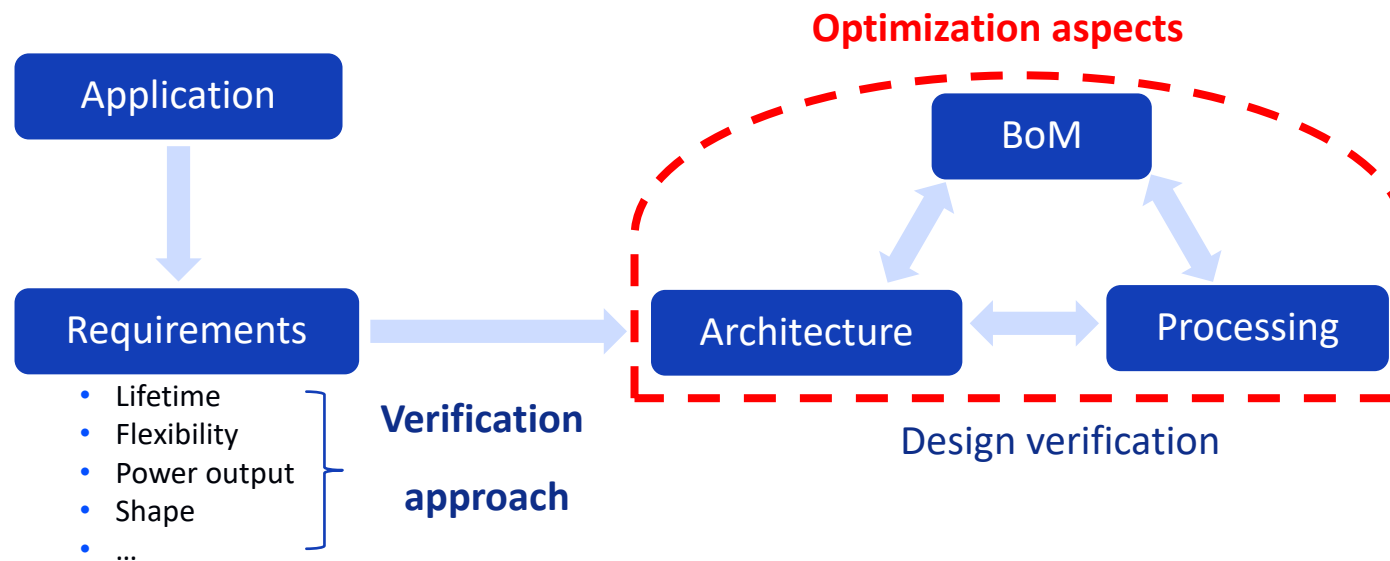 Optimization aspects
Application
BoM
Requirements
Architecture
Processing
• Lifetime
• Flexibility
• Power output
• Shape
• ...
Verification
approach
Design verification